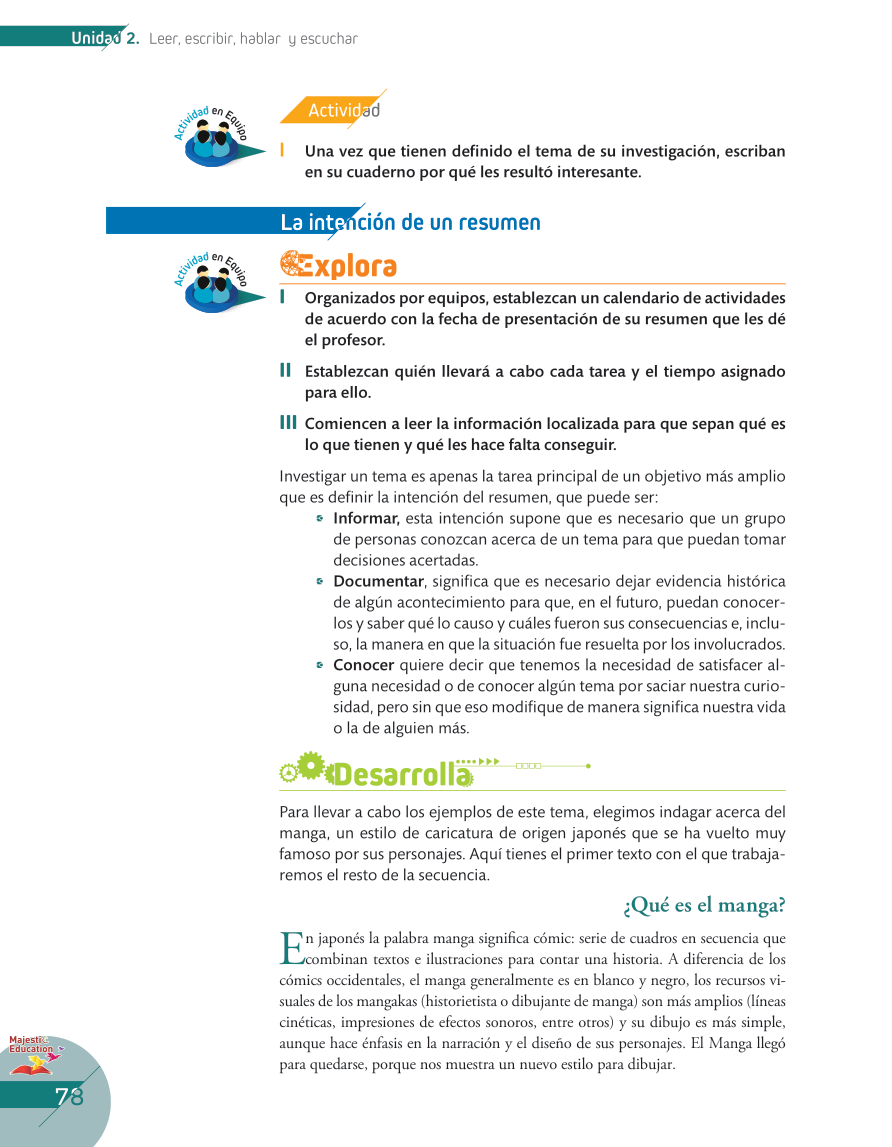 Unidad 2. Leer, escribir, hablar y escuchar
Actividad en Equipo
Actividad
I Una vez que tienen definido el tema de su investigación, escriban
en su cuaderno por qué les resultó interesante.
La intención de un resumen
Actividad en Equipo
Explora
I Organizados por equipos, establezcan un calendario de actividades
de acuerdo con la fecha de presentación de su resumen que les dé
el profesor.
II Establezcan quién llevará a cabo cada tarea y el tiempo asignado
para ello.
III Comiencen a leer la información localizada para que sepan qué es
lo que tienen y qué les hace falta conseguir.
Investigar un tema es apenas la tarea principal de un objetivo más amplio
que es definir la intención del resumen, que puede ser:
Informar, esta intención supone que es necesario que un grupo
de personas conozcan acerca de un tema para que puedan tomar
decisiones acertadas.
Documentar, significa que es necesario dejar evidencia histórica
de algún acontecimiento para que, en el futuro, puedan conocer-
los y saber qué lo causo y cuáles fueron sus consecuencias e, inclu-
so, la manera en que la situación fue resuelta por los involucrados.
Conocer quiere decir que tenemos la necesidad de satisfacer al-
guna necesidad o de conocer algún tema por saciar nuestra curio-
sidad, pero sin que eso modifique de manera significa nuestra vida
o la de alguien más.
Desarrolla
Para llevar a cabo los ejemplos de este tema, elegimos indagar acerca del
manga, un estilo de caricatura de origen japonés que se ha vuelto muy
famoso por sus personajes. Aquí tienes el primer texto con el que trabaja-
remos el resto de la secuencia.
¿Qué es el manga?
En japonés la palabra manga significa cómic: serie de cuadros en secuencia que
combinan textos e ilustraciones para contar una historia. A diferencia de los
cómics occidentales, el manga generalmente es en blanco y negro, los recursos vi-
suales de los mangakas (historietista o dibujante de manga) son más amplios (líneas
cinéticas, impresiones de efectos sonoros, entre otros) y su dibujo es más simple,
aunque hace énfasis en la narración y el diseño de sus personajes. El Manga llegó
para quedarse, porque nos muestra un nuevo estilo para dibujar.
Majestic
Education
78